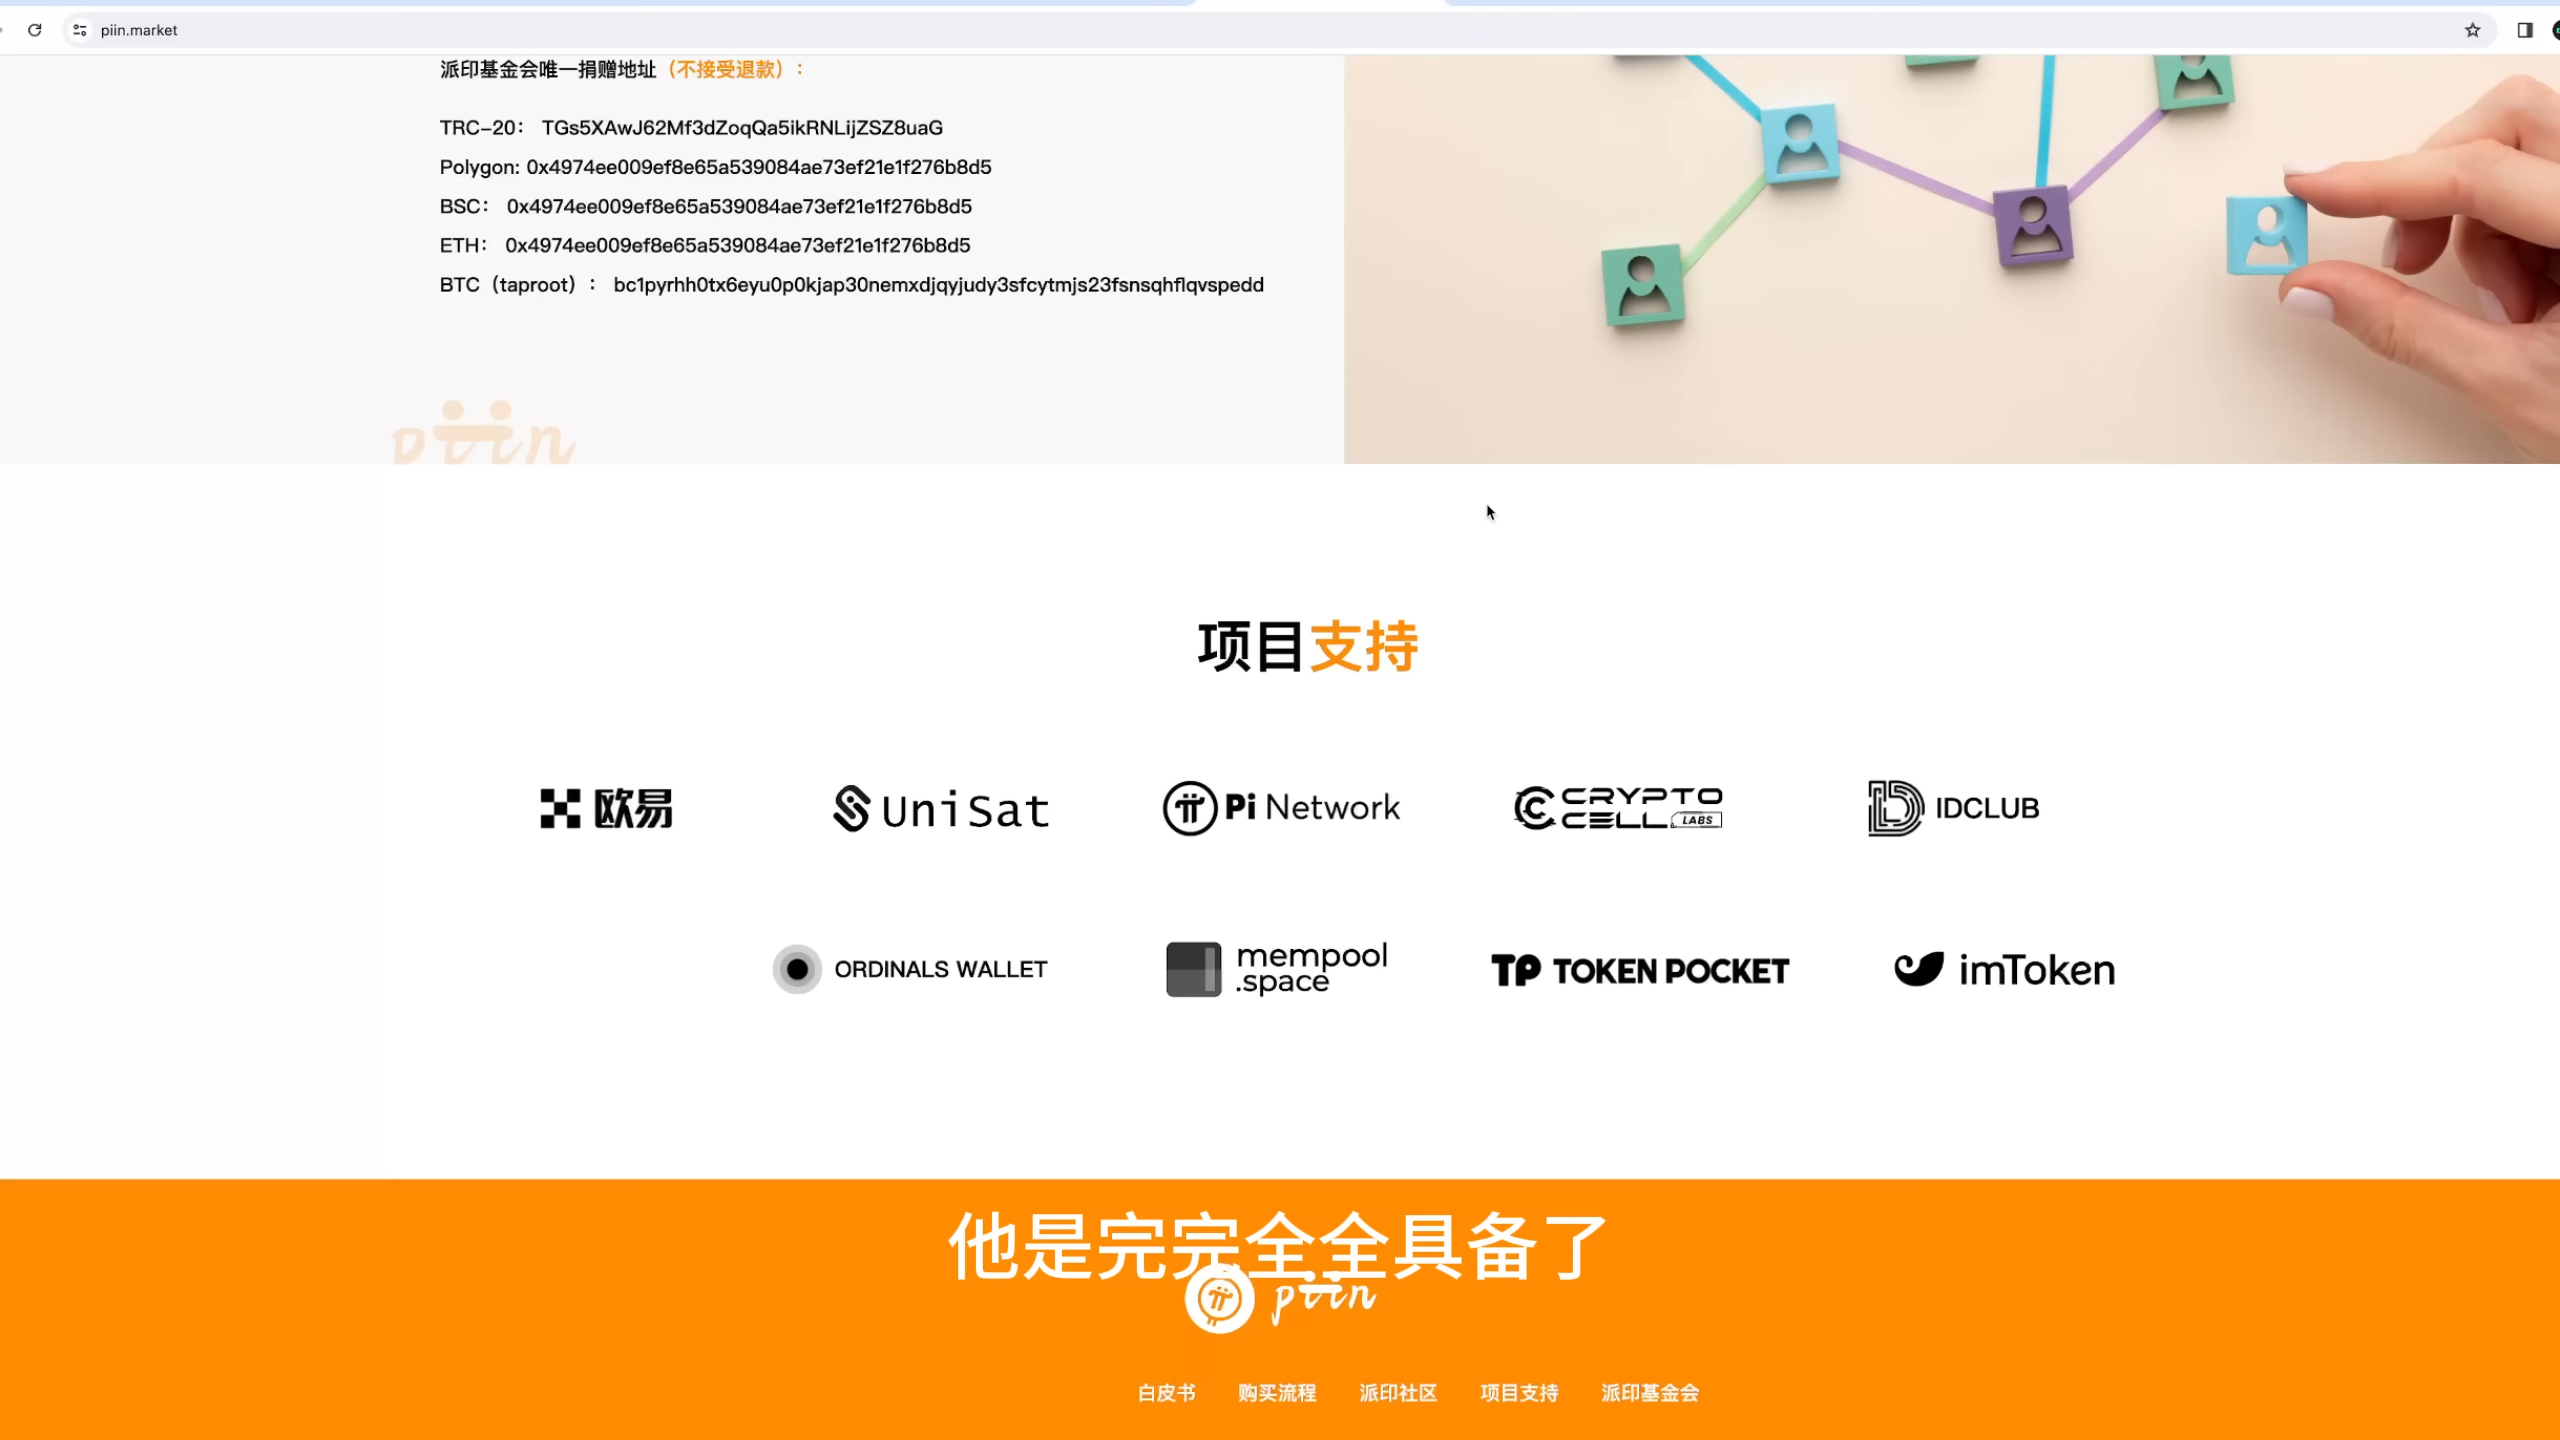 piin.market
派印基金会唯一捐赠地址（不接受退款）：
TRC-20： TGs5XAwJ62Mf3dZoqQa5ikRNLijZSZ8uaG
Polygon: 0x4974ee009ef8e65a539084ae73ef21e1f276b8d5
BSC： 0x4974ee009ef8e65a539084ae73ef21e1f276b8d5
ETH： 0x4974ee009ef8e65a539084ae73ef21e1f276b8d5
BTC（taproot）： bc1pyrhh0tx6eyu0p0kjap30nemxdjqyjudy3sfcytmjs23fsnsqhflqvspedd
piin
项目支持
欧易 UniSat Pi Network CRYPTO CELL LABS IDCLUB
ORDINALS WALLET mempool .space TP TOKEN POCKET imToken
他是完完全全具备了
piin
白皮书 购买流程 派印社区 项目支持 派印基金会